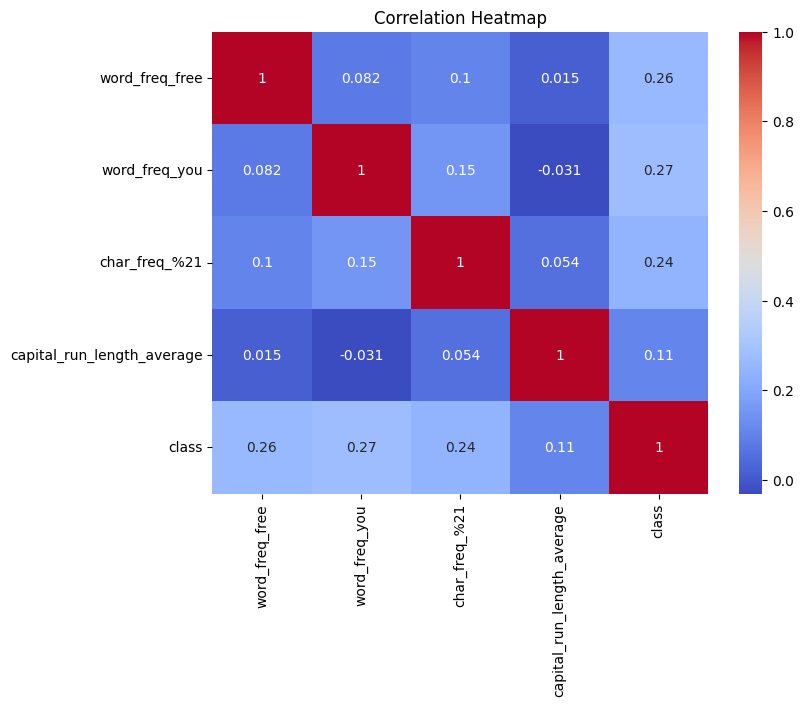 Correlation Heatmap
word_freq_free 1 0.082 0.1 0.015 0.26
word_freq_you 0.082 1 0.15 -0.031 0.27
char_freq_%21 0.1 0.15 1 0.054 0.24
capital_run_length_average 0.015 -0.031 0.054 1 0.11
class 0.26 0.27 0.24 0.11 1
word_freq_free
word_freq_you
char_freq_%21
capital_run_length_average
class
1.0
0.8
0.6
0.4
0.2
0.0